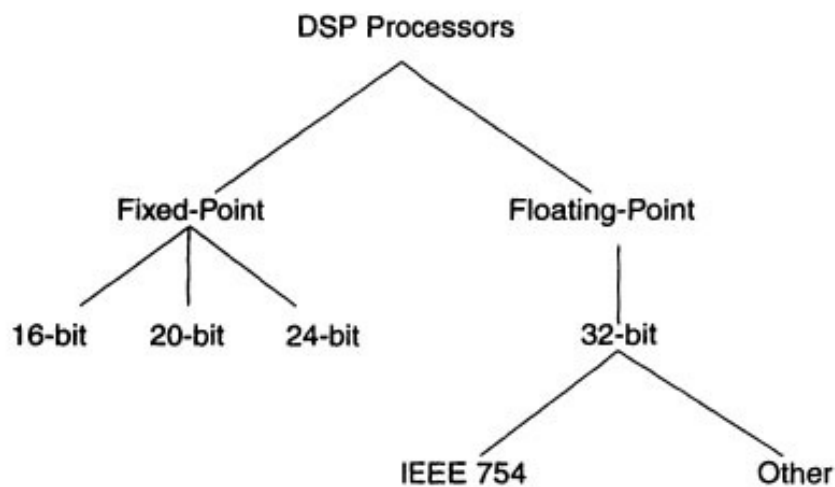 DSP Processors
Fixed-Point Floating-Point
16-bit 20-bit 24-bit 32-bit
IEEE 754 Other